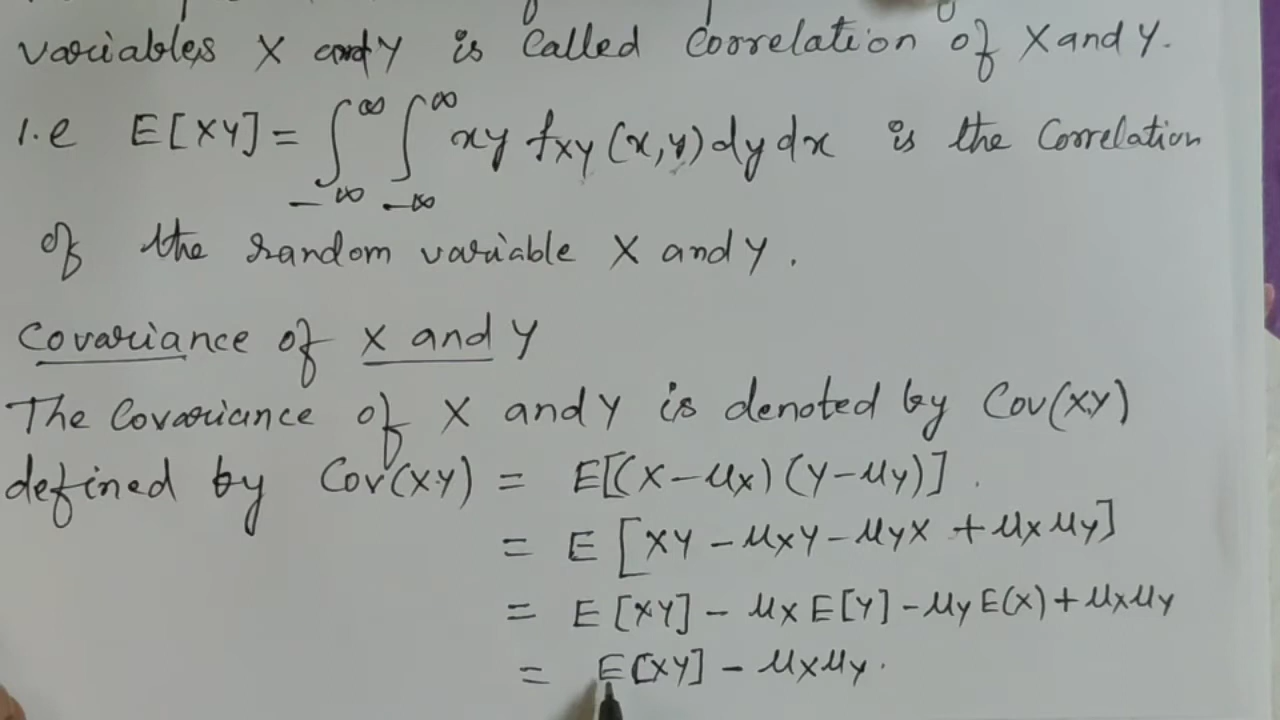 variables X and Y is called Correlation of X and Y.
i.e E[XY] = ∫_{-∞}^{∞} ∫_{-∞}^{∞} xy fxy(x,y) dy dx is the Correlation
of the random variable X and Y.
Covariance of X and Y
The Covariance of X and Y is denoted by Cov(XY)
defined by Cov(XY) = E[(X-μx)(Y-μy)].
= E[XY - μxY - μyX + μxμy]
= E[XY] - μx E[Y] - μy E(X) + μxμy
= E[XY] - μxμy.